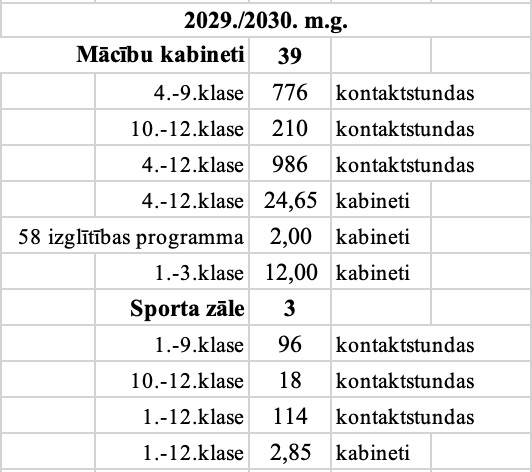 2029./2030. m.g.
Mācību kabineti 39
4.-9.klase 776 kontaktstundas
10.-12.klase 210 kontaktstundas
4.-12.klase 986 kontaktstundas
4.-12.klase 24,65 kabineti
58 izglītības programma 2,00 kabineti
1.-3.klase 12,00 kabineti
Sporta zāle 3
1.-9.klase 96 kontaktstundas
10.-12.klase 18 kontaktstundas
1.-12.klase 114 kontaktstundas
1.-12.klase 2,85 kabineti